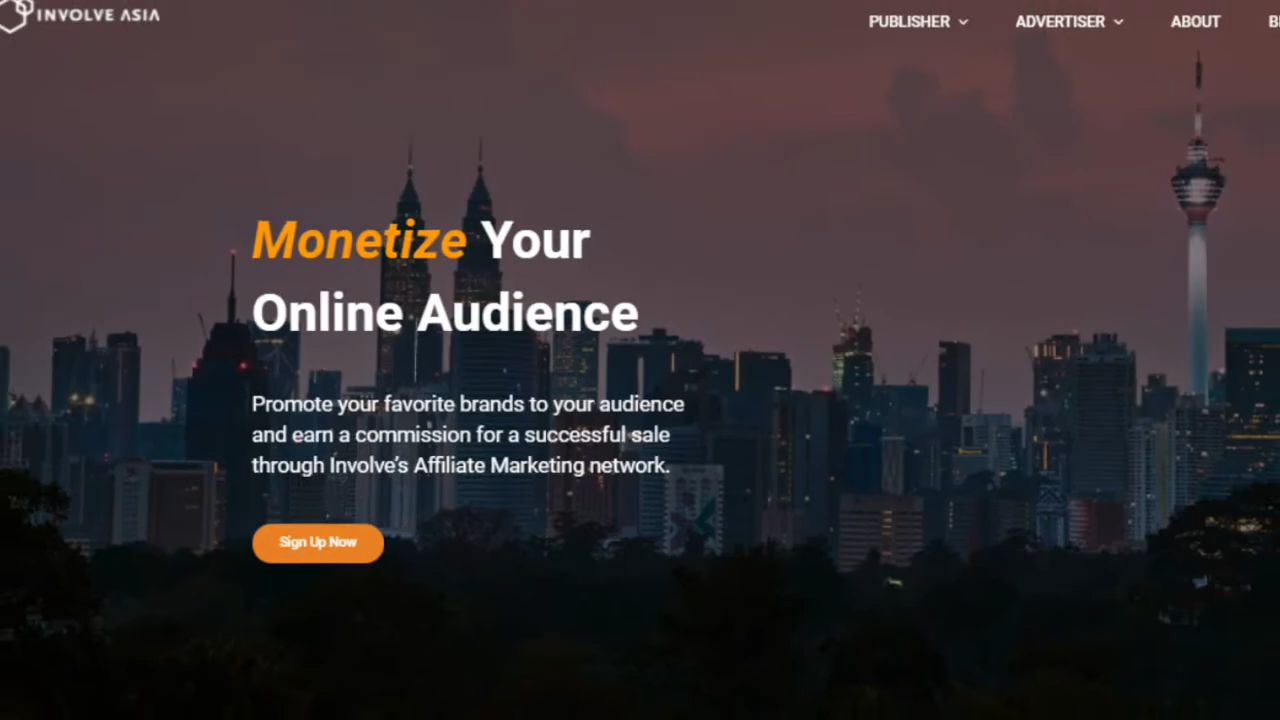 INVOLVE ASIA
PUBLISHER
ADVERTISER
ABOUT
Monetize Your
Online Audience
Promote your favorite brands to your audience
and earn a commission for a successful sale
through Involve's Affiliate Marketing network.
Sign Up Now